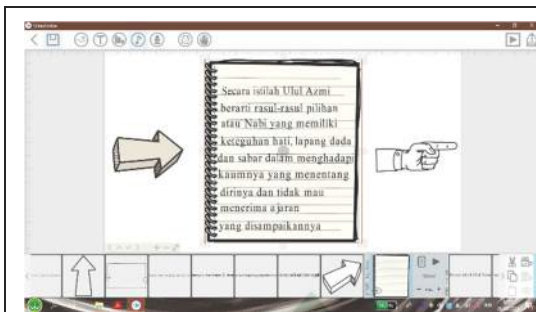 Secara istilah Ulul Azmi
berarti rasul-rasul pilihan
atau Nabi yang memiliki
keteguhan hati, lapang dada
dan sabar dalam menghadapi
kaumnya yang menentang
dirinya dan tidak mau
menerima ajaran
yang disampaikannya